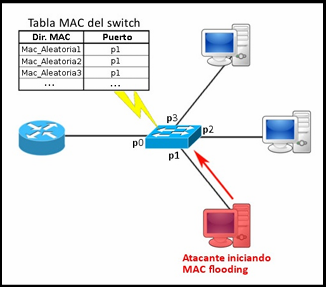 Tabla MAC del switch
Dir. MAC Puerto
Mac_Aleatoria1 p1
Mac_Aleatoria2 p1
Mac_Aleatoria3 p1
... ...
p3
p0
p2
p1
Atacante iniciando
MAC flooding